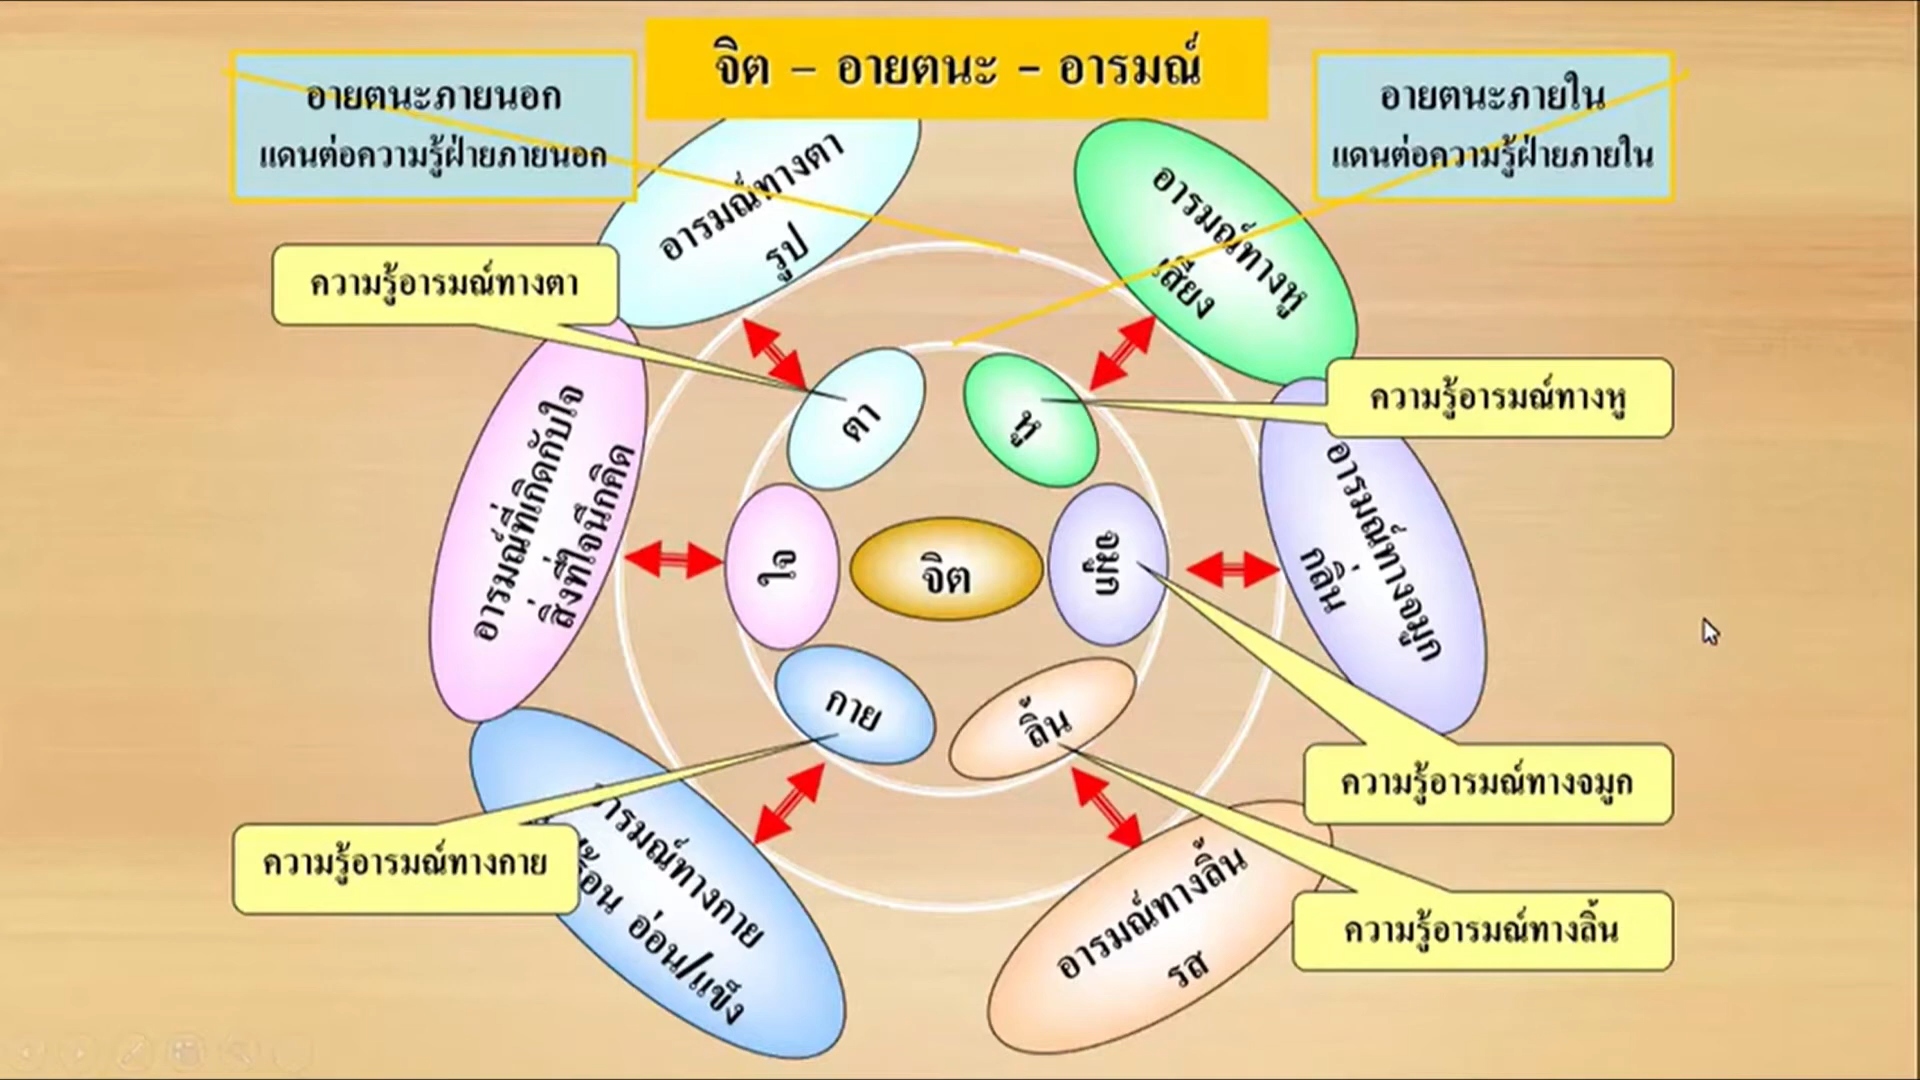 จิต – อายตนะ – อารมณ์
อายตนะภายนอก
แดนต่อความรู้ฝ่ายภายนอก
อายตนะภายใน
แดนต่อความรู้ฝ่ายภายใน
อารมณ์ทางตา
รูป
อารมณ์ทางหู
เสียง
ความรู้อารมณ์ทางตา
ความรู้อารมณ์ทางหู
ตา
หู
อารมณ์ที่เกิดกับใจ
สิ่งที่ใจนึกคิด
ใจ
จิต
จมูก
อารมณ์ทางจมูก
กลิ่น
กาย
ลิ้น
ความรู้อารมณ์ทางจมูก
ความรู้อารมณ์ทางกาย
อารมณ์ทางกาย
อ่อน/แข็ง
อารมณ์ทางลิ้น
รส
ความรู้อารมณ์ทางลิ้น